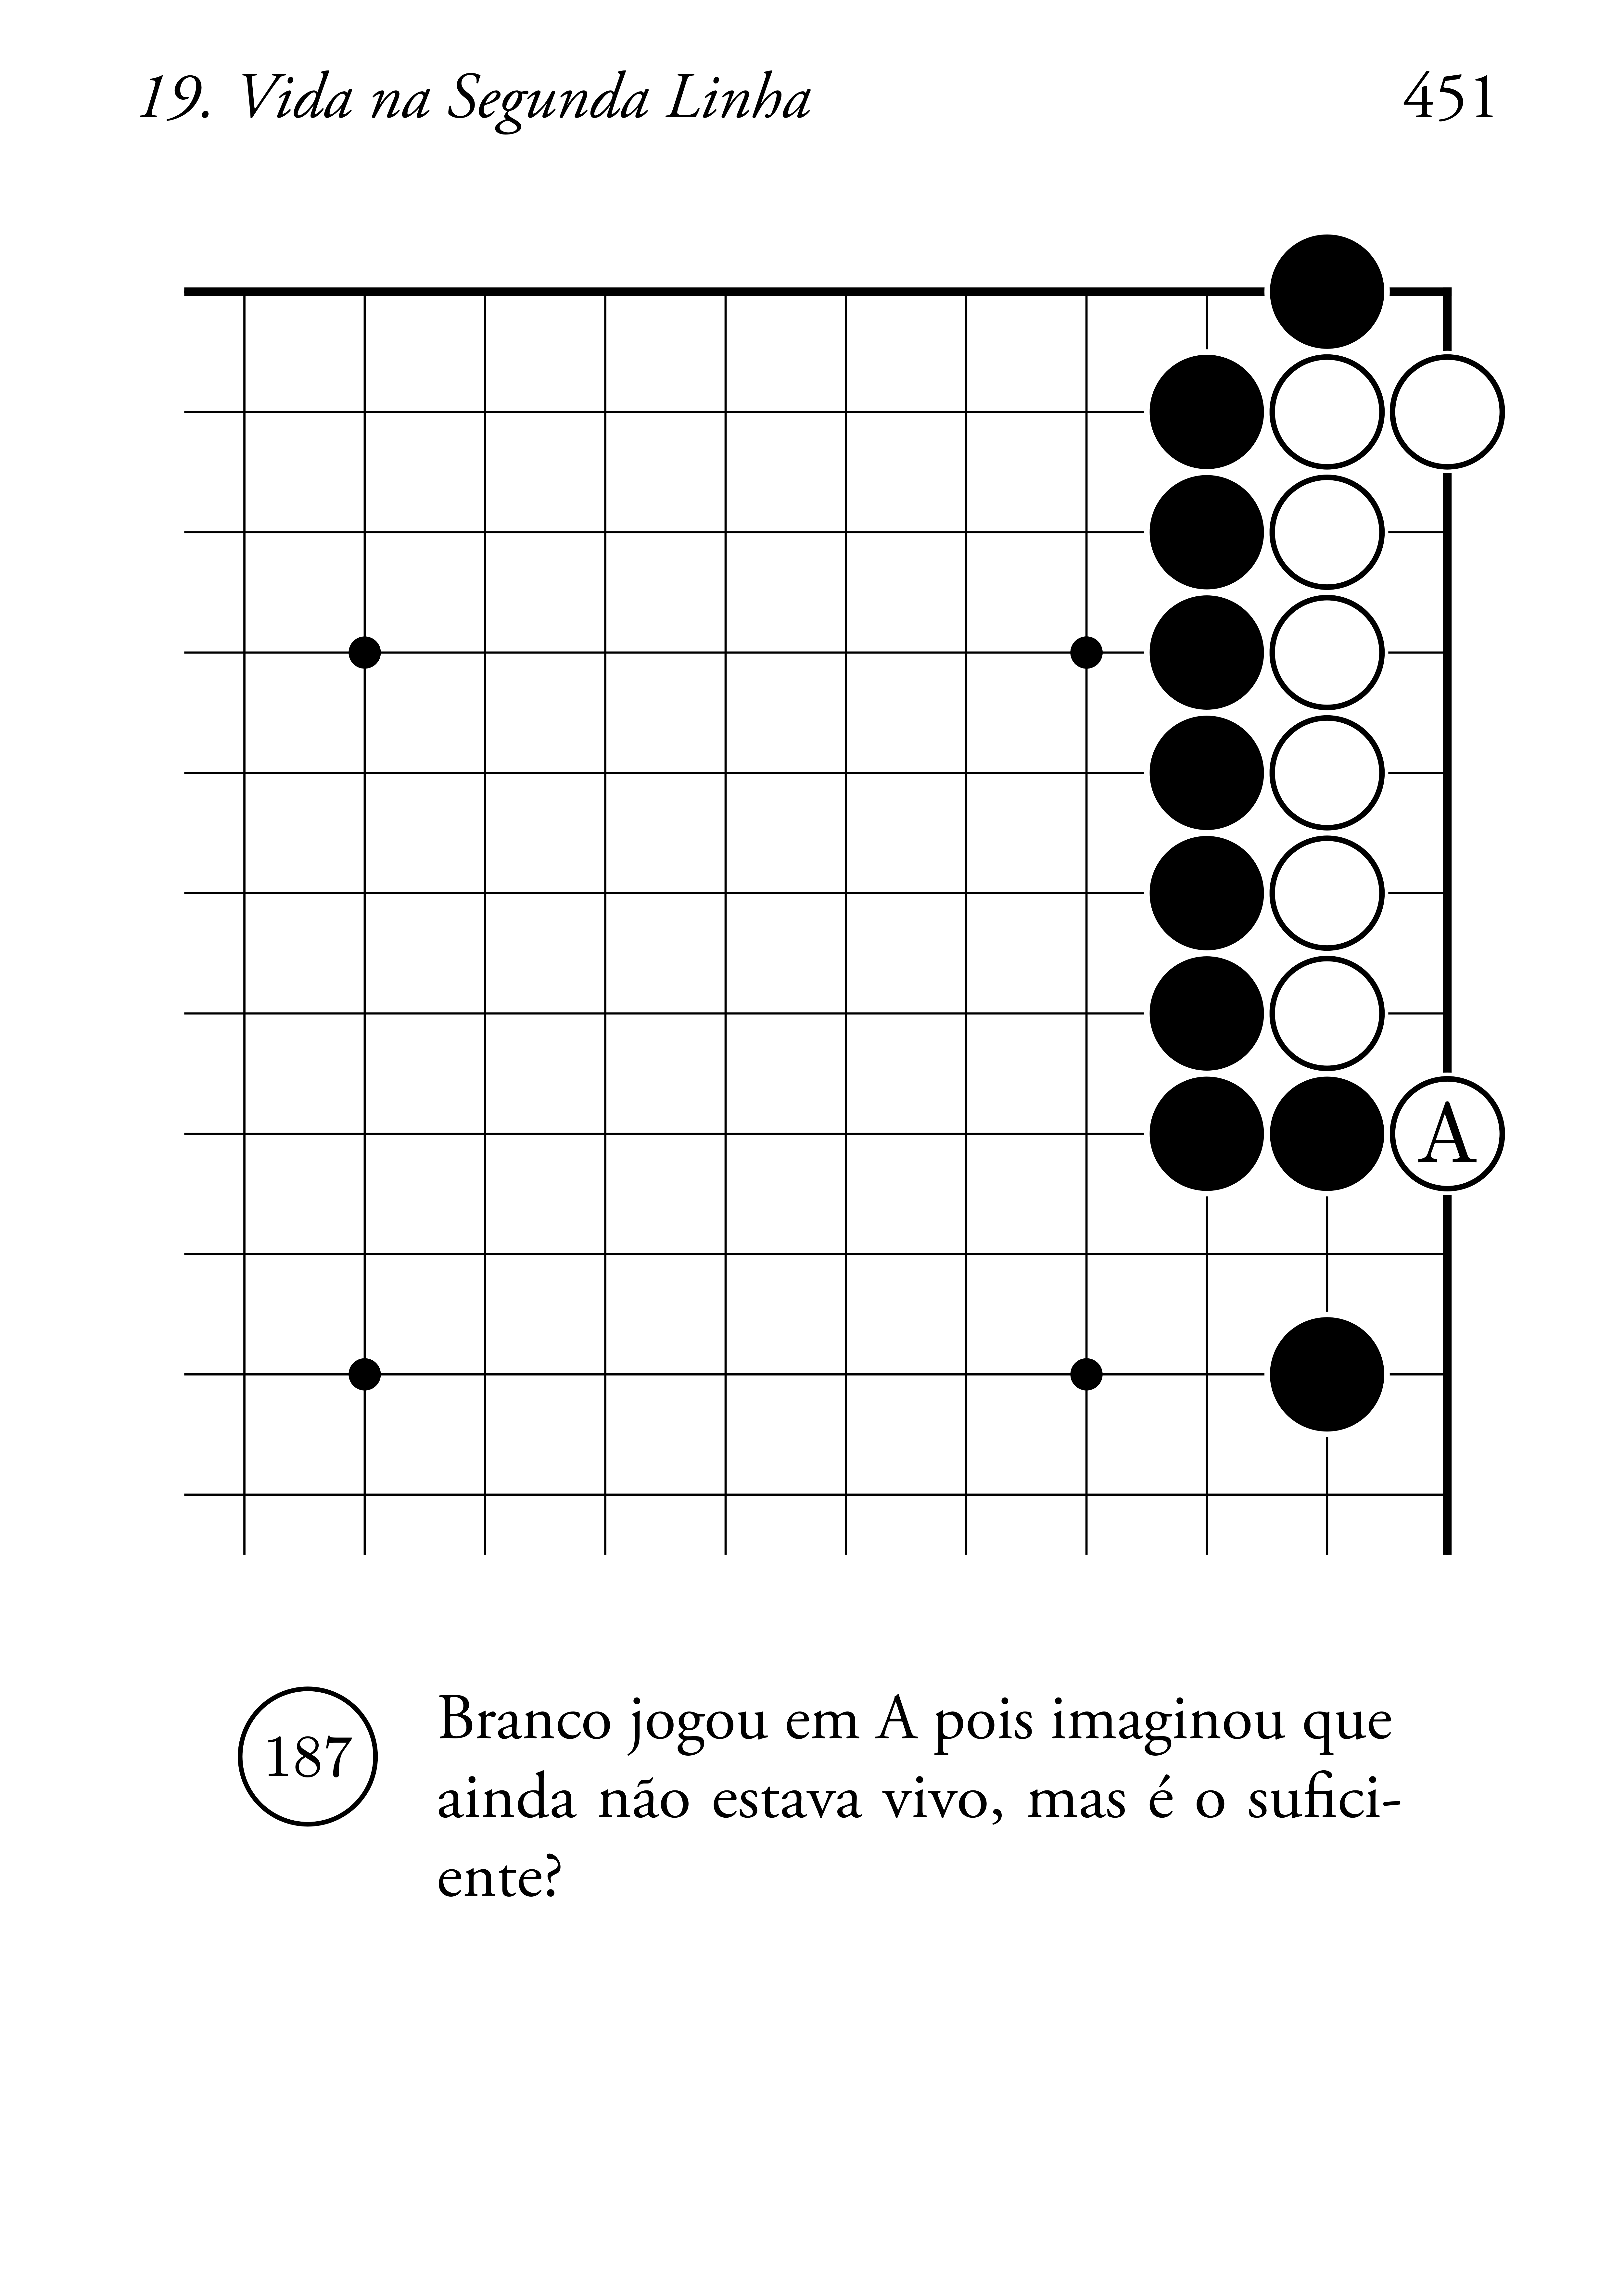 19. Vida na Segunda Linha 451
A
187 Branco jogou em A pois imaginou que
ainda não estava vivo, mas é o sufici-
ente?